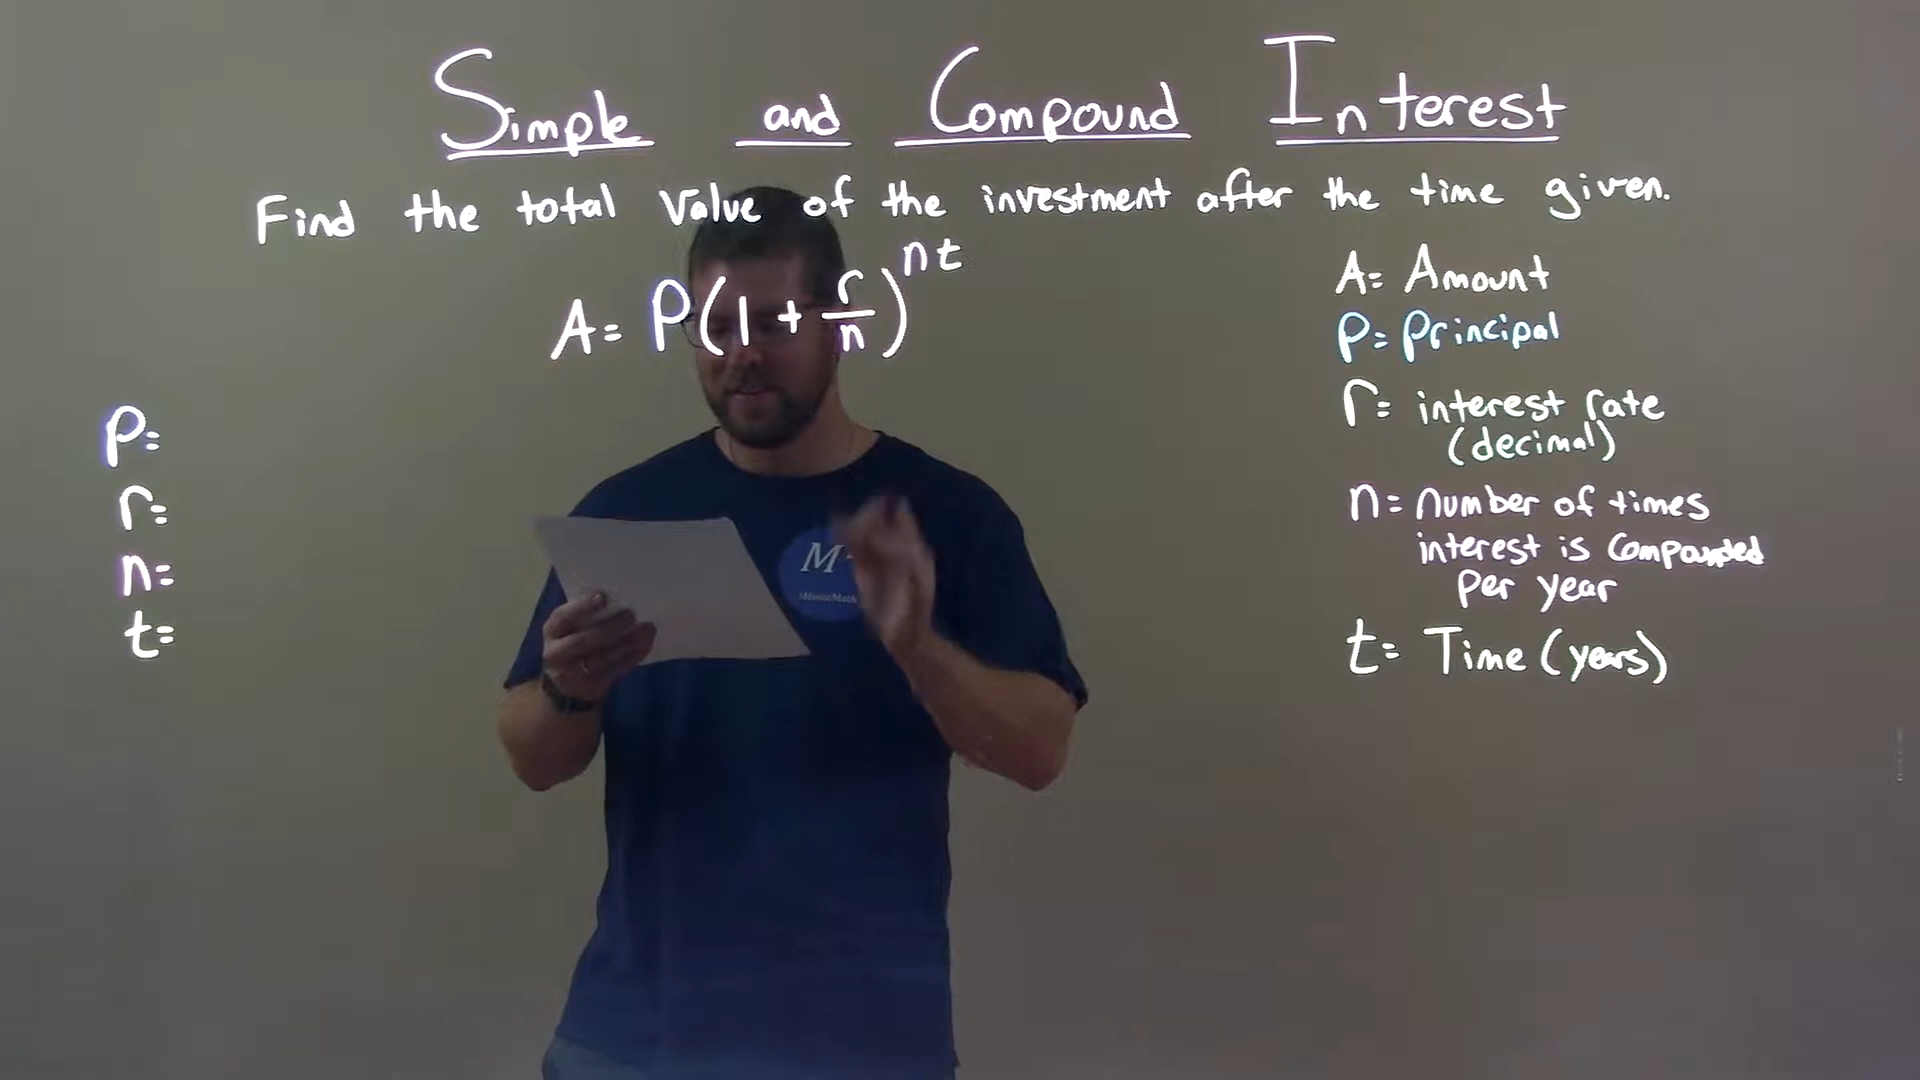 Simple and Compound Interest
Find the total value of the investment after the time given.
A = P(1 + r/n)^nt
P=
r=
n=
t=
A= Amount
P= Principal
r= interest rate
(decimal)
n= number of times
interest is compounded
per year
t= Time (years)
M
MinuteMath